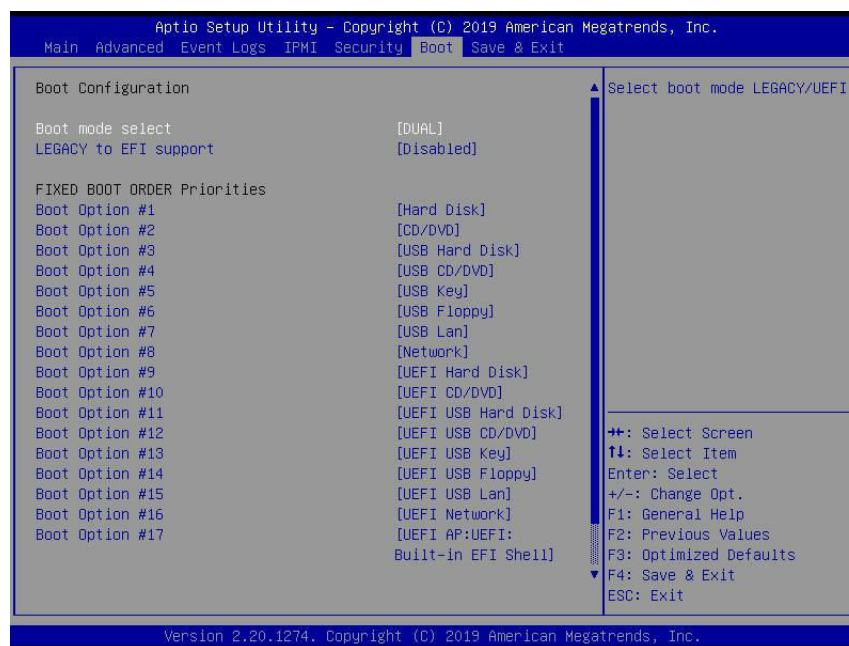 Aptio Setup Utility – Copyright (C) 2019 American Megatrends, Inc.
Main Advanced Event Logs IPMI Security Boot Save & Exit
Boot Configuration
Select boot mode LEGACY/UEFI
Boot mode select [DUAL]
LEGACY to EFI support [Disabled]
FIXED BOOT ORDER Priorities
Boot Option #1 [Hard Disk]
Boot Option #2 [CD/DVD]
Boot Option #3 [USB Hard Disk]
Boot Option #4 [USB CD/DVD]
Boot Option #5 [USB Key]
Boot Option #6 [USB Floppy]
Boot Option #7 [USB Lan]
Boot Option #8 [Network]
Boot Option #9 [UEFI Hard Disk]
Boot Option #10 [UEFI CD/DVD]
Boot Option #11 [UEFI USB Hard Disk]
Boot Option #12 [UEFI USB CD/DVD]
Boot Option #13 [UEFI USB Key]
Boot Option #14 [UEFI USB Floppy]
Boot Option #15 [UEFI USB Lan]
Boot Option #16 [UEFI Network]
Boot Option #17 [UEFI AP:UEFI:
Built-in EFI Shell]
→←: Select Screen
↑↓: Select Item
Enter: Select
+/-: Change Opt.
F1: General Help
F2: Previous Values
F3: Optimized Defaults
F4: Save & Exit
ESC: Exit
Version 2.20.1274. Copyright (C) 2019 American Megatrends, Inc.